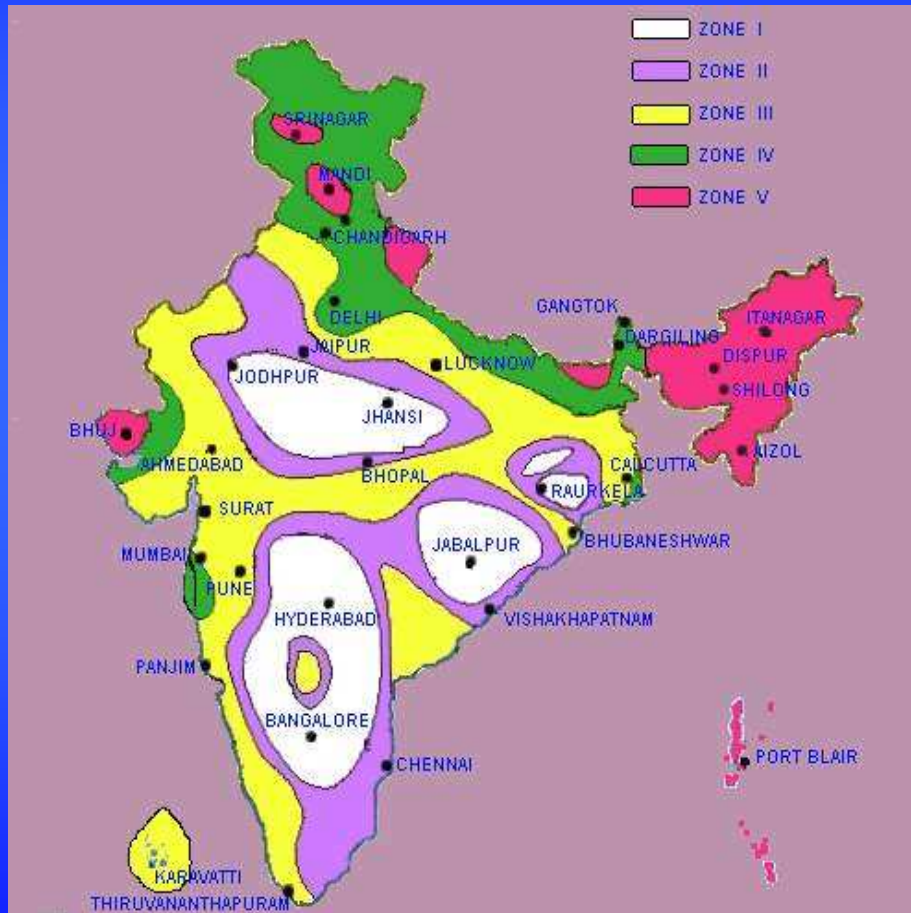 ZONE I
ZONE II
ZONE III
ZONE IV
ZONE V
SRINAGAR
MANDI
CHANDIGARH
DELHI
GANGTOK
DARGILING
ITANAGAR
DISPUR
SHILONG
AIZOL
JAIPUR
LUCKNOW
JODHPUR
JHANSI
BHUJ
AHMEDABAD
BHOPAL
CALCUTTA
RAURKELA
SURAT
BHUBANESHWAR
MUMBAI
JABALPUR
PUNE
HYDERABAD
VISHAKHAPATNAM
PANJIM
BANGALORE
CHENNAI
PORT BLAIR
KARAVATTI
THIRUVANANTHAPURAM